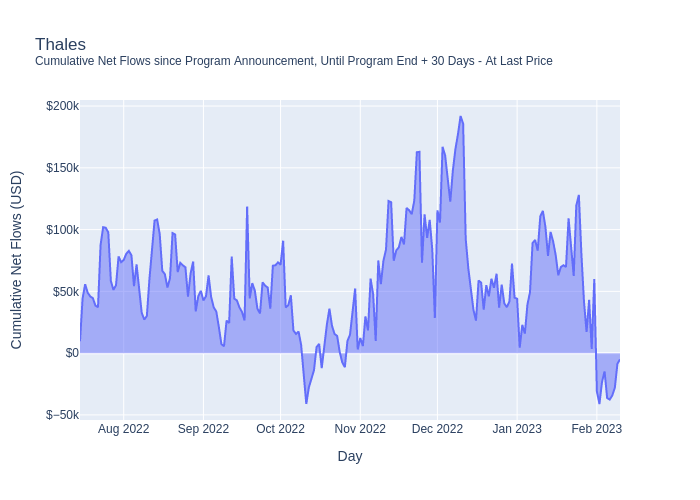 Thales
Cumulative Net Flows since Program Announcement, Until Program End + 30 Days - At Last Price
Cumulative Net Flows (USD)
$200k
$150k
$100k
$50k
$0
$−50k
Aug 2022 Sep 2022 Oct 2022 Nov 2022 Dec 2022 Jan 2023 Feb 2023
Day